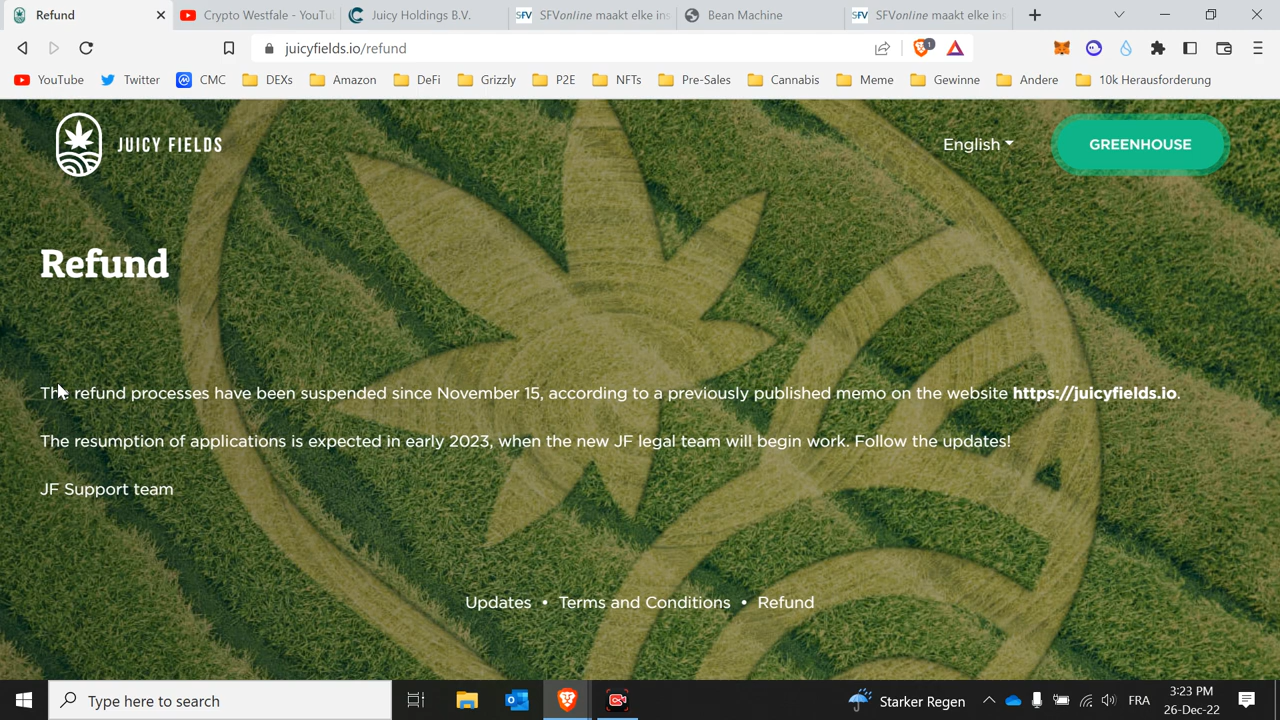 Refund
Crypto Westfale - YouTu
Juicy Holdings B.V.
SFVonline maakt elke ins
Bean Machine
SFVonline maakt elke ins
juicyfields.io/refund
1
YouTube
Twitter
CMC
DEXs
Amazon
DeFi
Grizzly
P2E
NFTs
Pre-Sales
Cannabis
Meme
Gewinne
Andere
10k Herausforderung
JUICY FIELDS
English
GREENHOUSE
Refund
The refund processes have been suspended since November 15, according to a previously published memo on the website https://juicyfields.io.
The resumption of applications is expected in early 2023, when the new JF legal team will begin work. Follow the updates!
JF Support team
Updates • Terms and Conditions • Refund
Type here to search
Starker Regen
FRA
3:23 PM
26-Dec-22